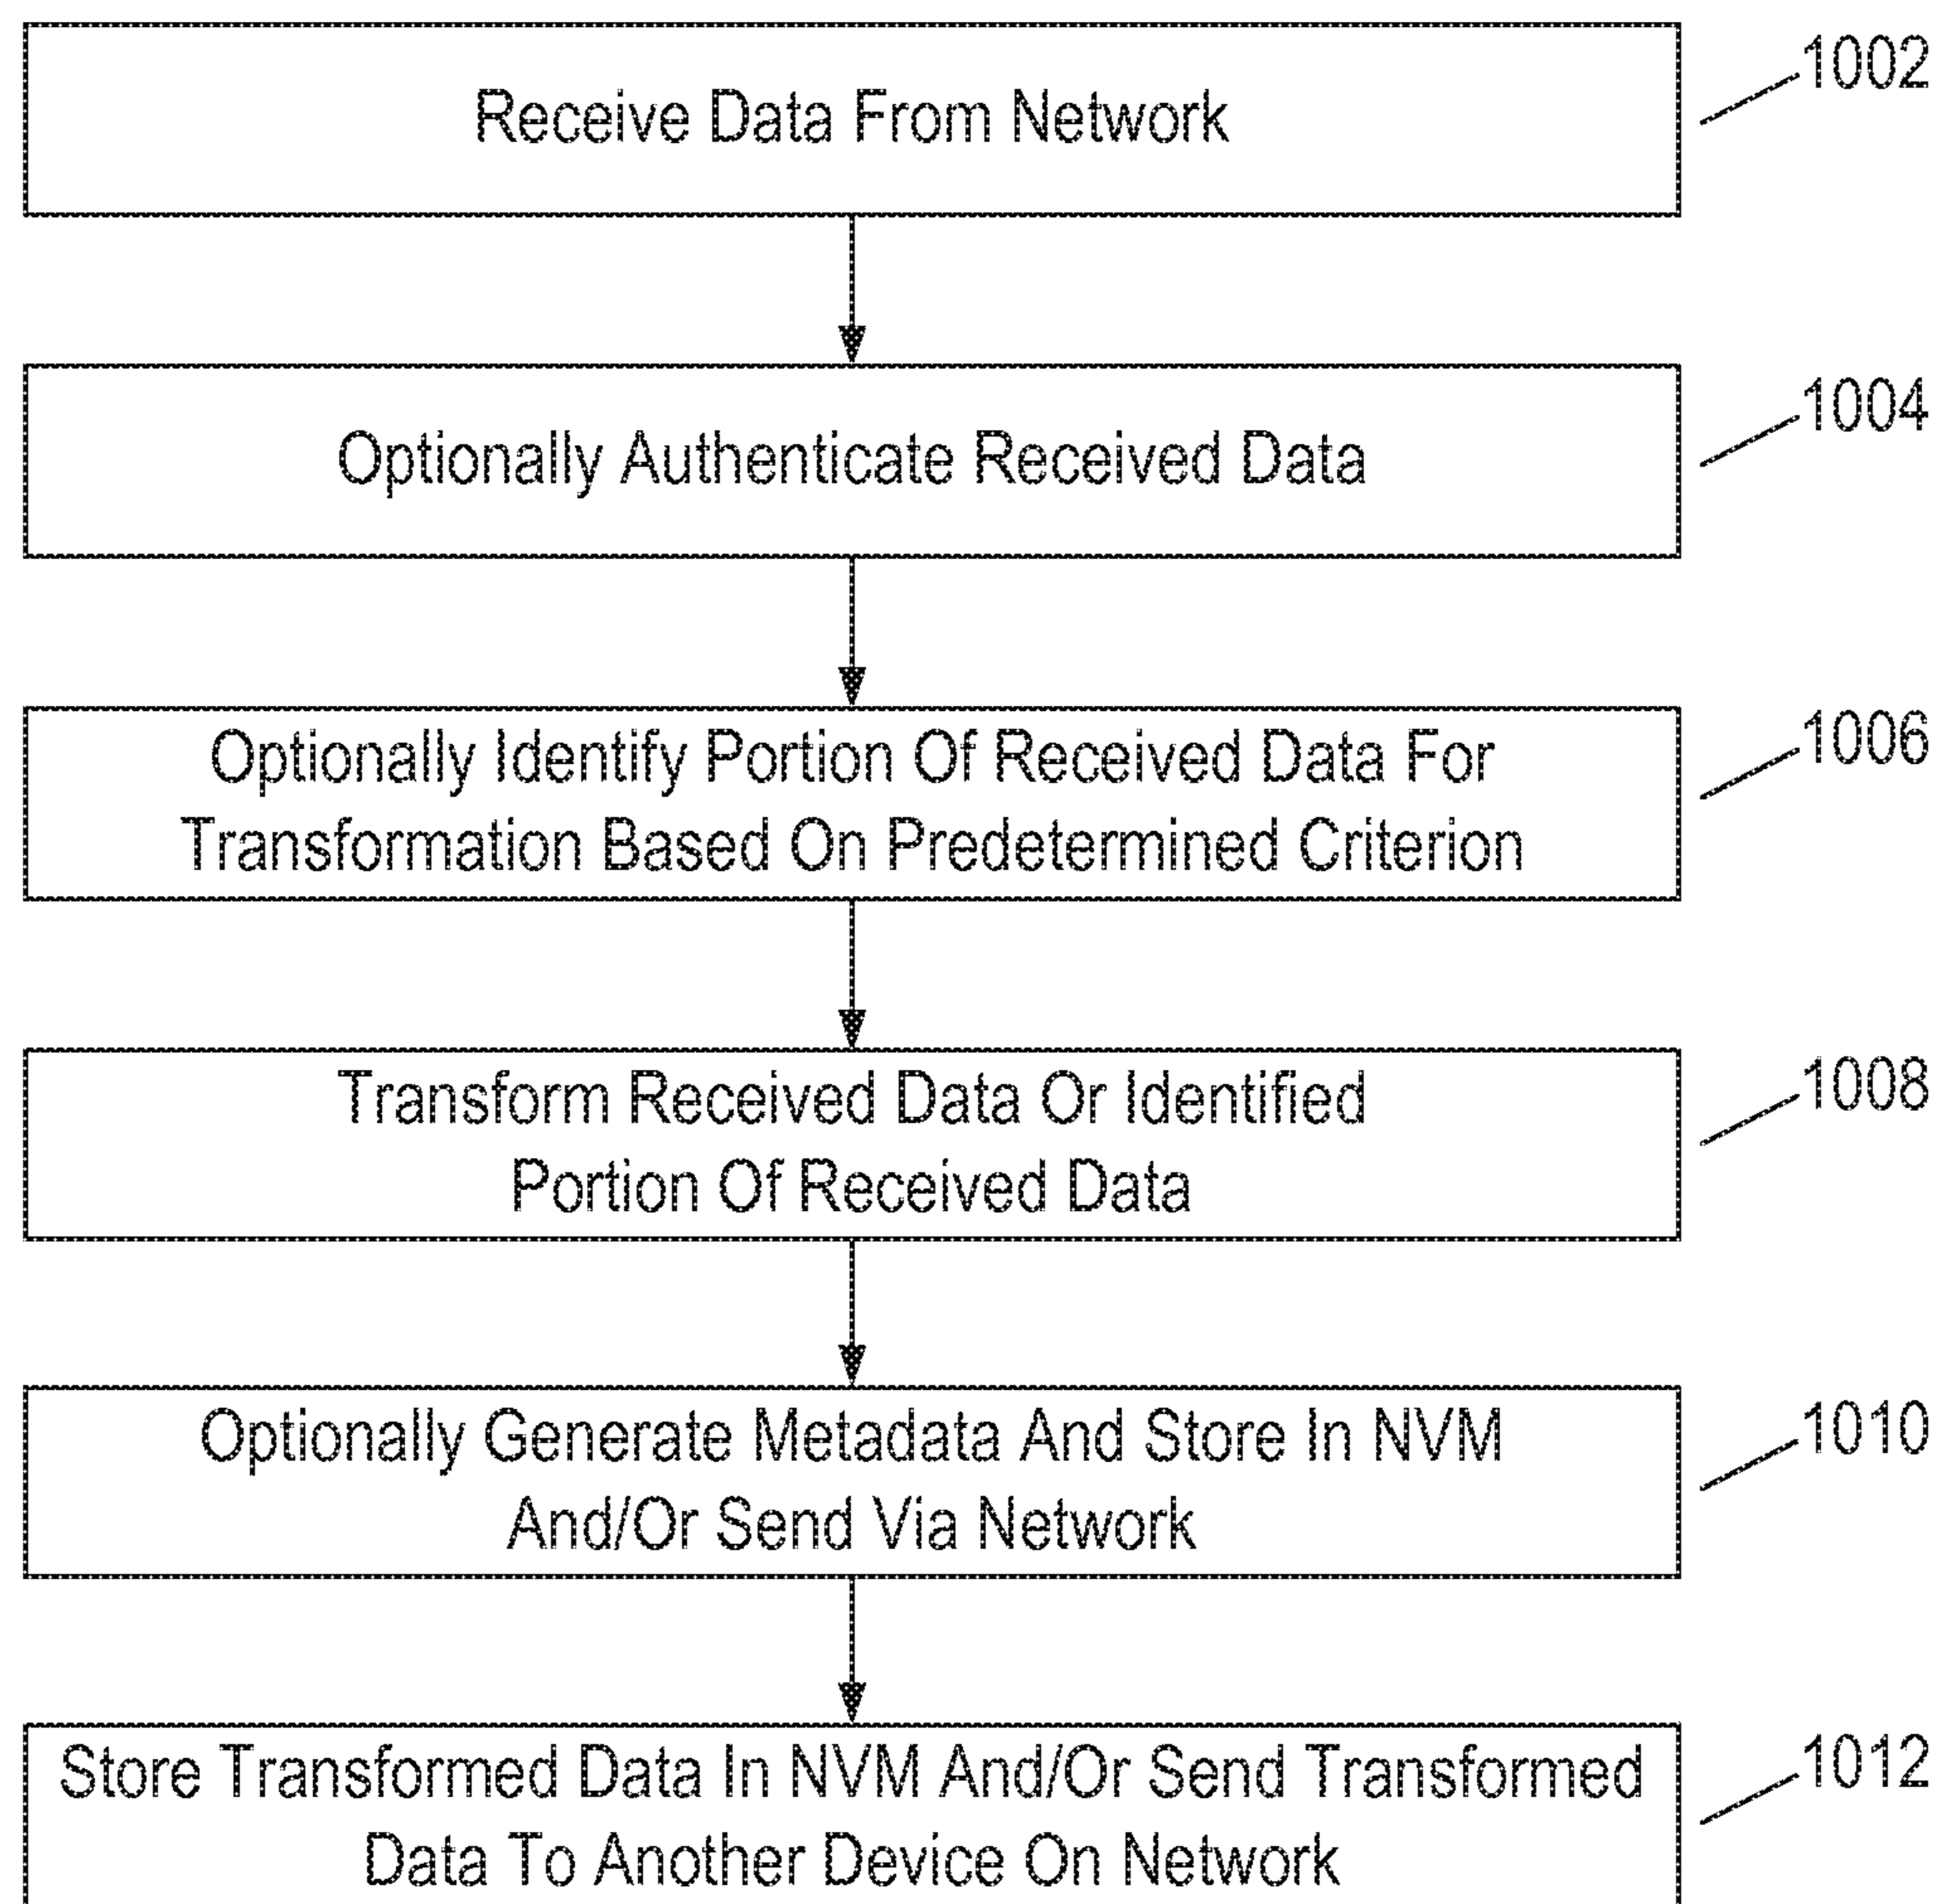 Receive Data From Network
1002
Optionally Authenticate Received Data
1004
Optionally Identify Portion Of Received Data For
Transformation Based On Predetermined Criterion
1006
Transform Received Data Or Identified
Portion Of Received Data
1008
Optionally Generate Metadata And Store In NVM
And/Or Send Via Network
1010
Store Transformed Data In NVM And/Or Send Transformed
Data To Another Device On Network
1012